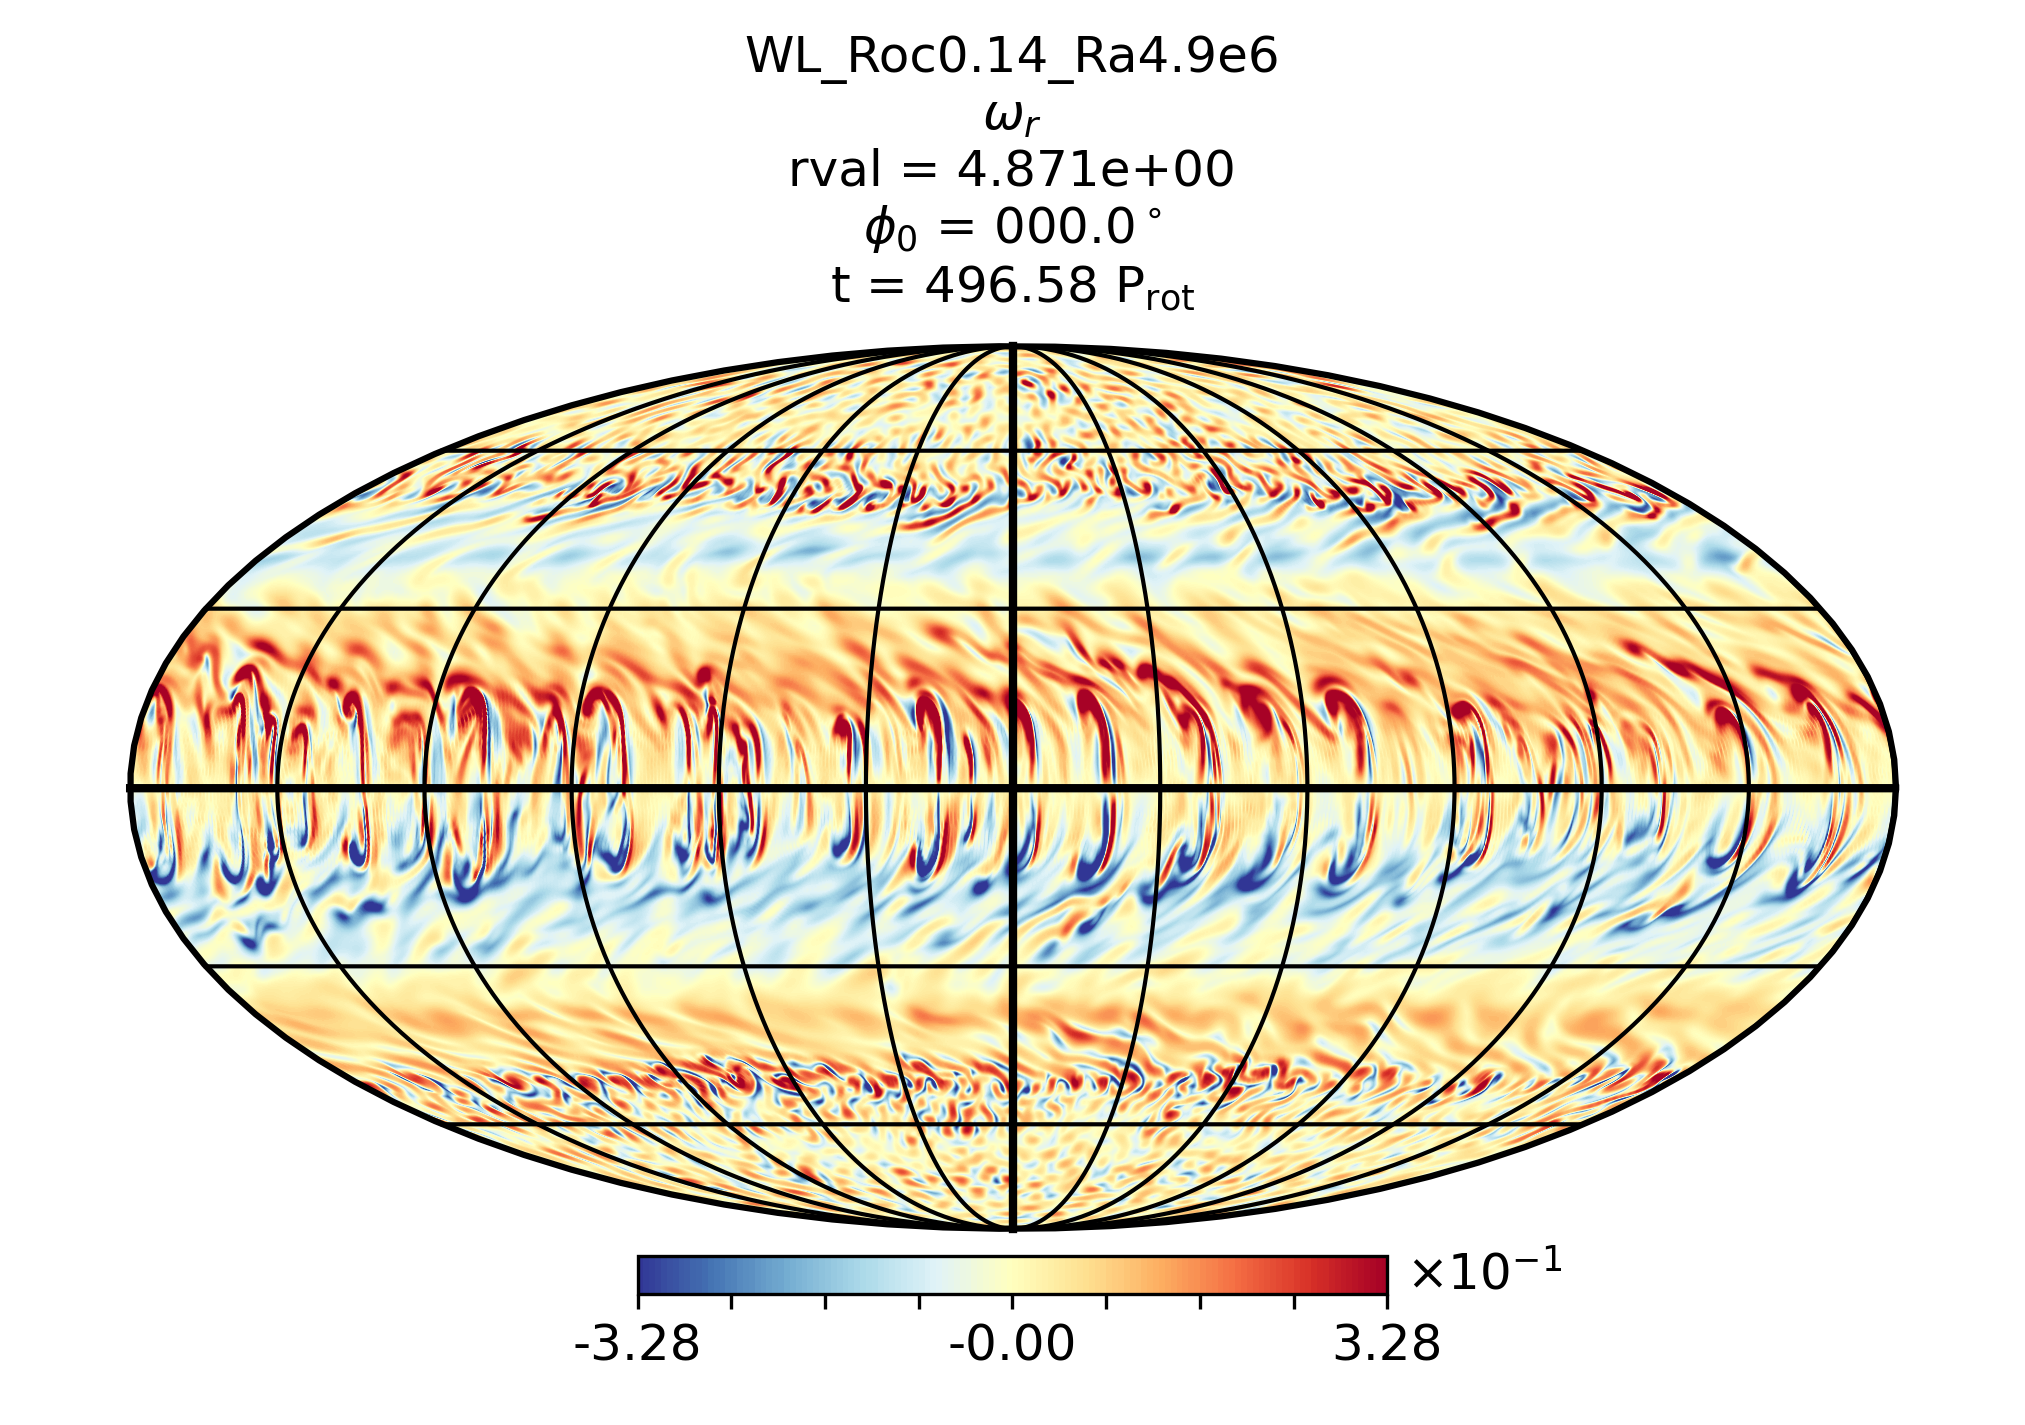 WL_Roc0.14_Ra4.9e6
ω_r
rval = 4.871e+00
ϕ_0 = 000.0°
t = 496.58 P_rot
×10^−1
-3.28 -0.00 3.28